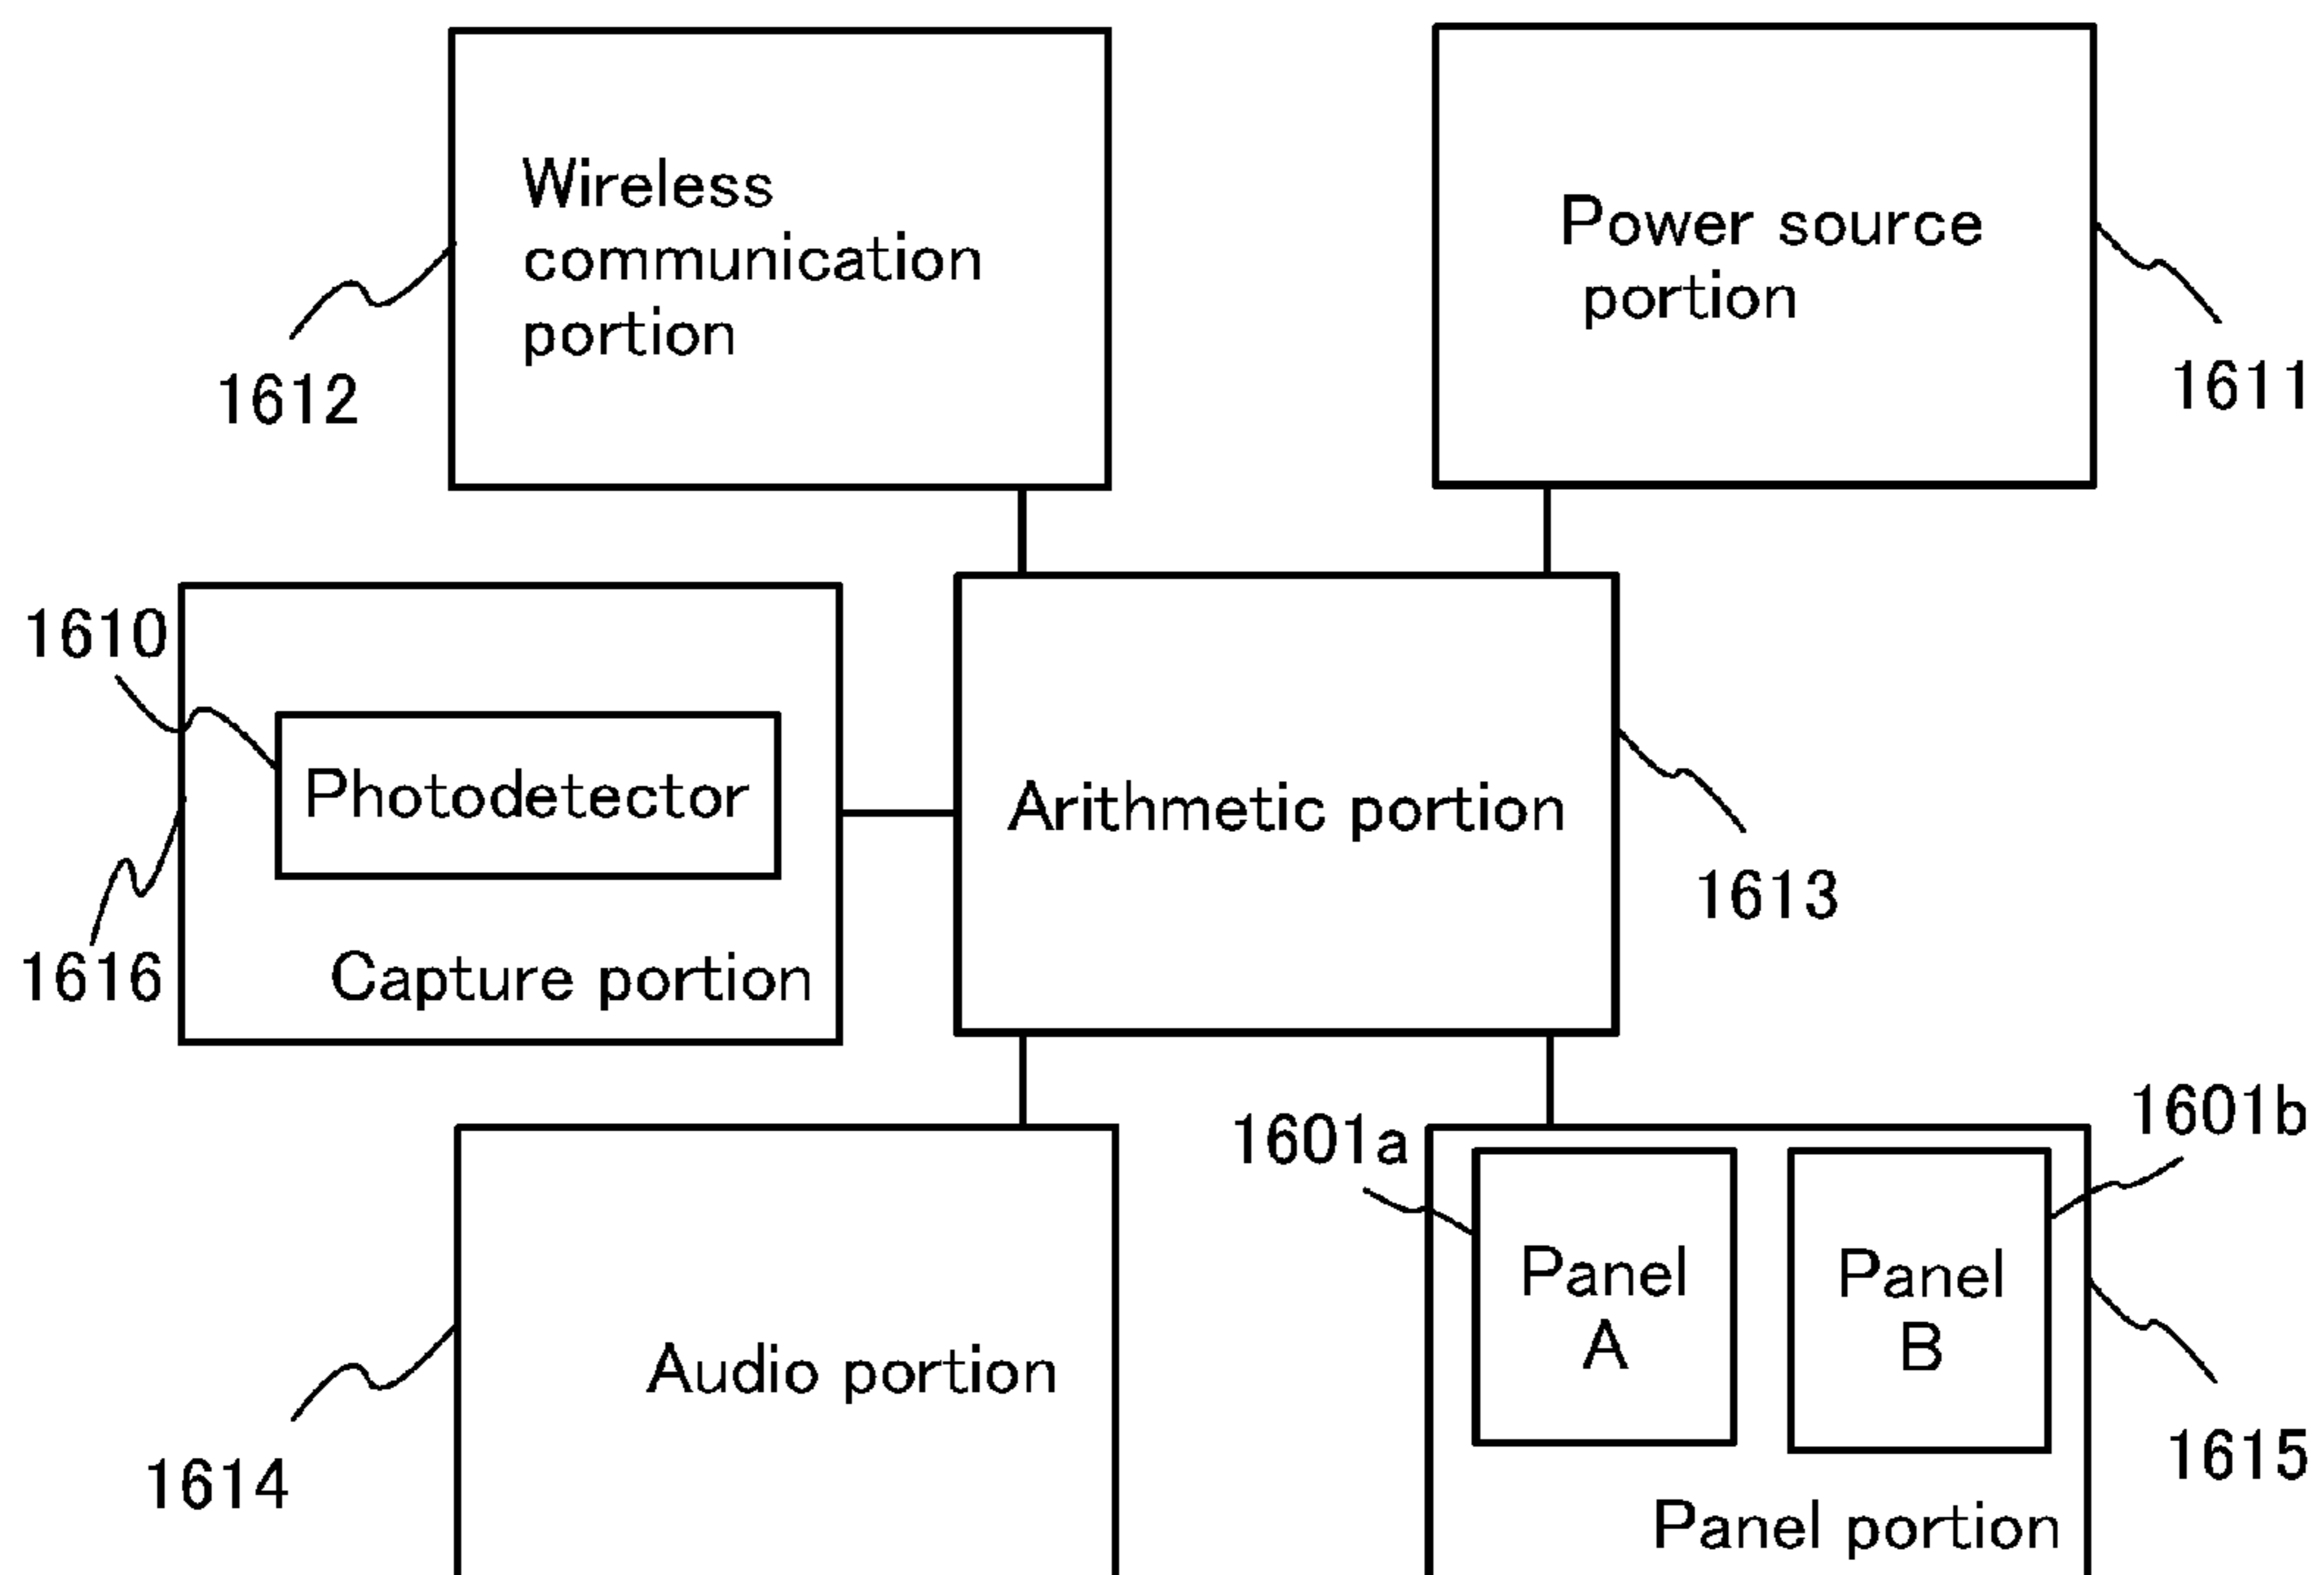 Wireless
communication
portion
1612
Power source
portion
1611
1610
Photodetector
1616
Capture portion
Arithmetic portion
1613
1614
Audio portion
1601a
1601b
Panel
A
Panel
B
1615
Panel portion